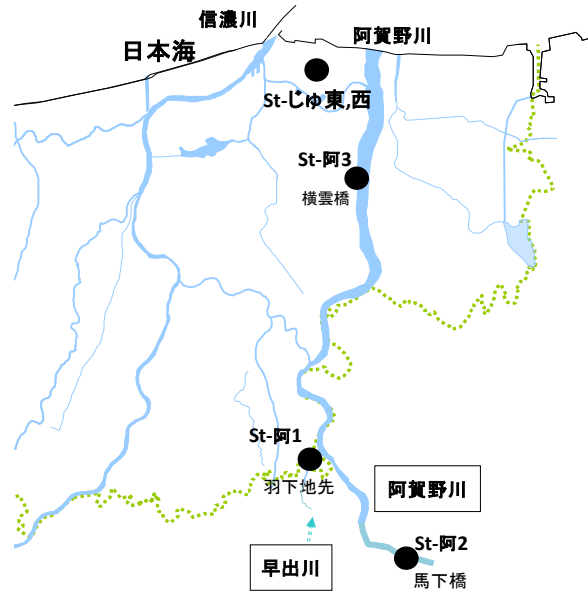 信濃川
阿賀野川
日本海
St-じゅ東,西
St-阿3
横雲橋
St-阿1
羽下地先
阿賀野川
St-阿2
早出川
馬下橋